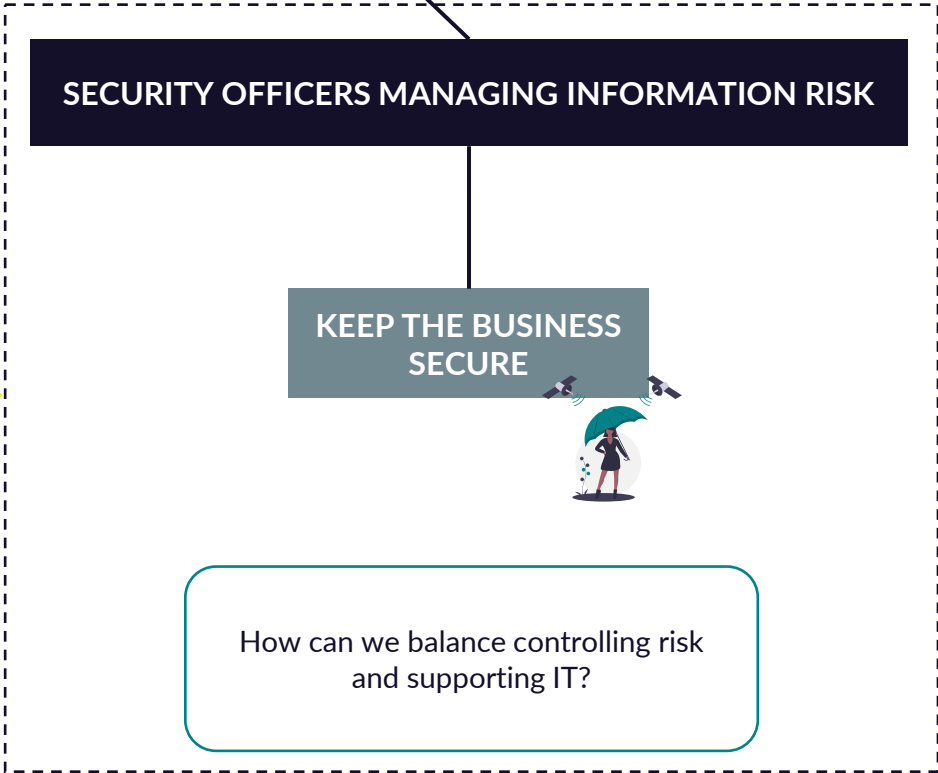 SECURITY OFFICERS MANAGING INFORMATION RISK
KEEP THE BUSINESS
SECURE
How can we balance controlling risk
and supporting IT?